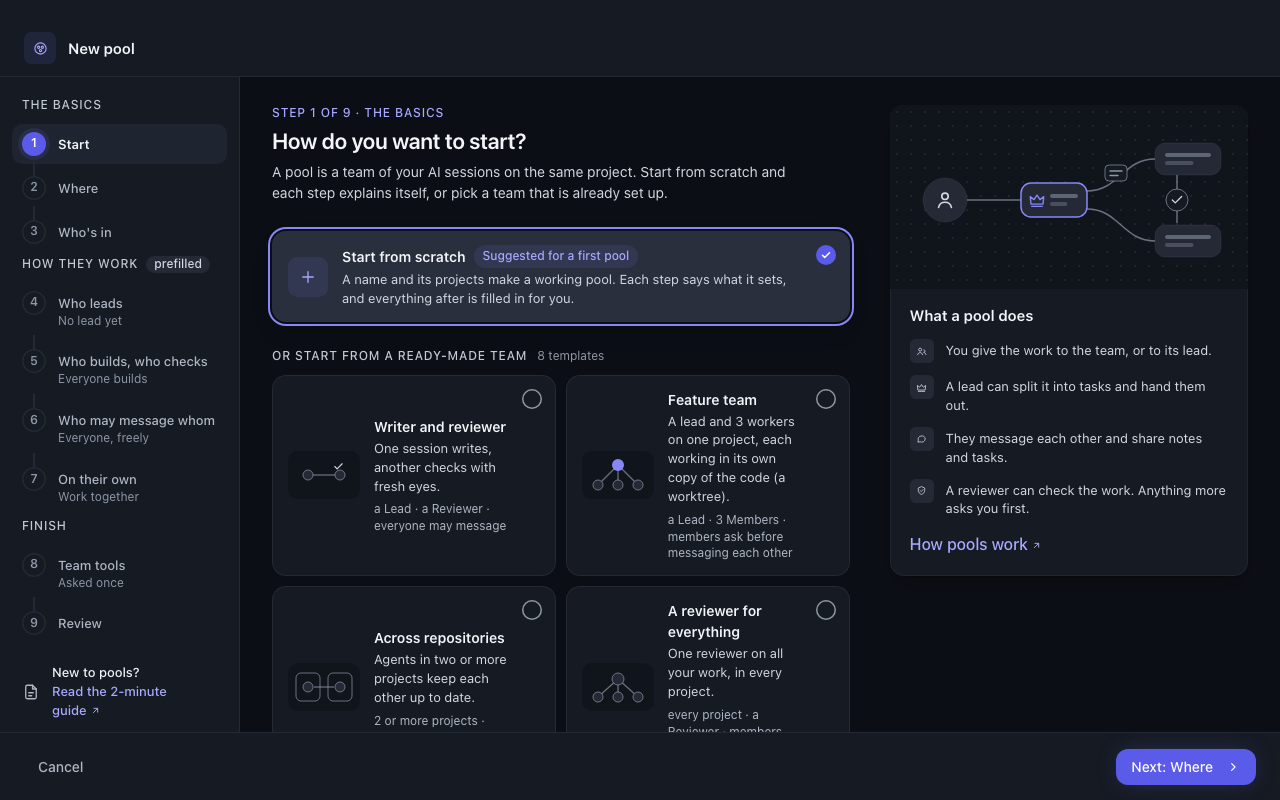 New pool
THE BASICS
1 Start
2 Where
3 Who's in
HOW THEY WORK prefilled
4 Who leads
No lead yet
5 Who builds, who checks
Everyone builds
6 Who may message whom
Everyone, freely
7 On their own
Work together
FINISH
8 Team tools
Asked once
9 Review
New to pools?
Read the 2-minute
guide ↗
STEP 1 OF 9 · THE BASICS
How do you want to start?
A pool is a team of your AI sessions on the same project. Start from scratch and
each step explains itself, or pick a team that is already set up.
Start from scratch Suggested for a first pool
A name and its projects make a working pool. Each step says what it sets,
and everything after is filled in for you.
OR START FROM A READY-MADE TEAM 8 templates
Writer and reviewer
One session writes,
another checks with
fresh eyes.
a Lead · a Reviewer ·
everyone may message
Feature team
A lead and 3 workers
on one project, each
working in its own
copy of the code (a
worktree).
a Lead · 3 Members ·
members ask before
messaging each other
Across repositories
Agents in two or more
projects keep each
other up to date.
2 or more projects ·
A reviewer for
everything
One reviewer on all
your work, in every
project.
every project · a
Reviewer · members
What a pool does
You give the work to the team, or to its lead.
A lead can split it into tasks and hand them
out.
They message each other and share notes
and tasks.
A reviewer can check the work. Anything more
asks you first.
How pools work ↗
Cancel
Next: Where